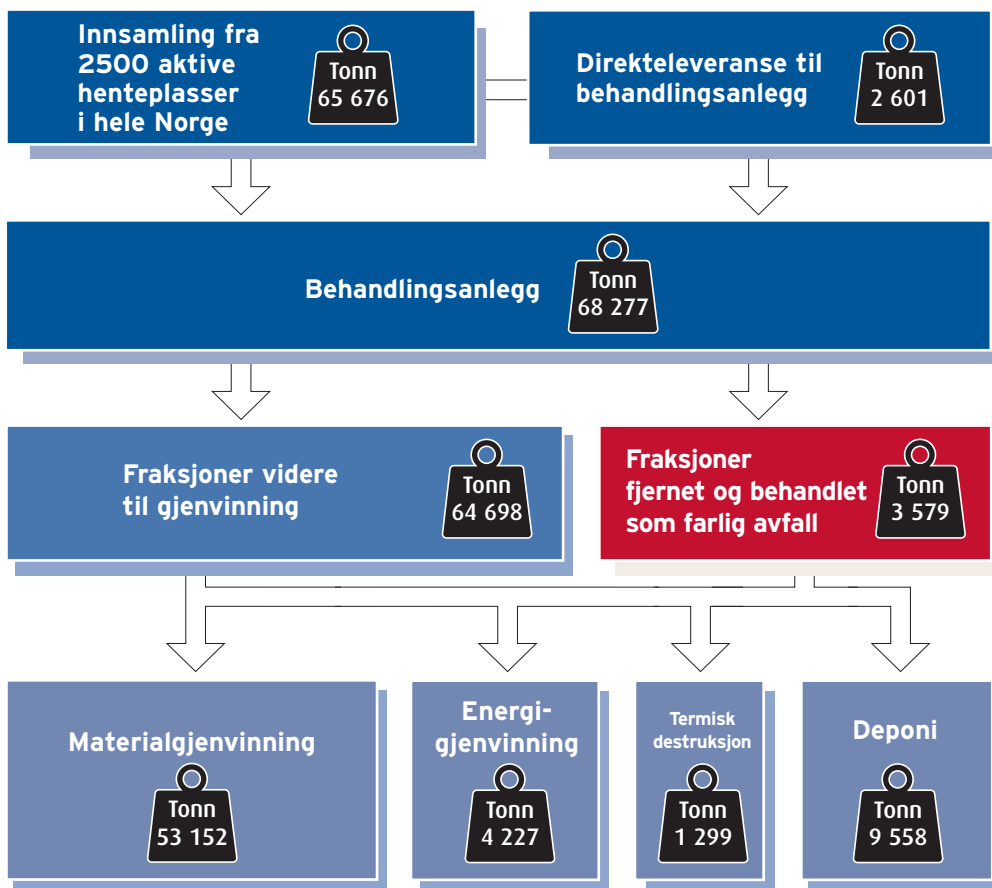 Innsamling fra
2500 aktive
henteplasser
i hele Norge
Tonn
65 676
Direkteleveranse til
behandlingsanlegg
Tonn
2 601
Behandlingsanlegg
Tonn
68 277
Fraksjoner videre
til gjenvinning
Tonn
64 698
Fraksjoner
fjernet og behandlet
som farlig avfall
Tonn
3 579
Materialgjenvinning
Tonn
53 152
Energi-
gjenvinning
Tonn
4 227
Termisk
destruksjon
Tonn
1 299
Deponi
Tonn
9 558